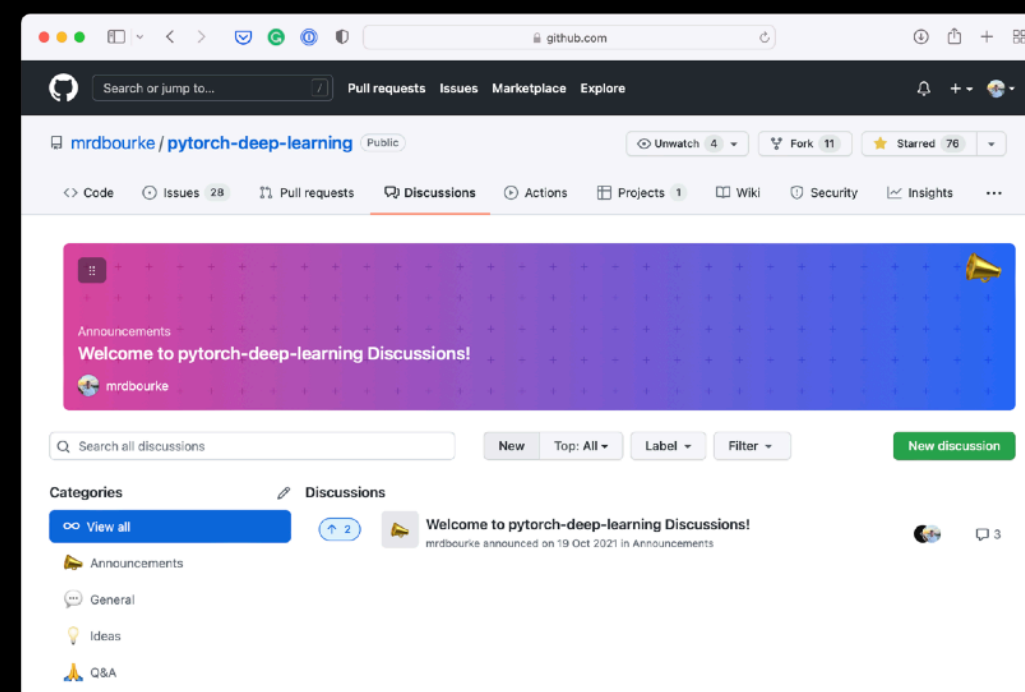 github.com
Search or jump to... /
Pull requests Issues Marketplace Explore
mrdbourke / pytorch-deep-learning Public
Unwatch 4 Fork 11 Starred 76
Code Issues 28 Pull requests Discussions Actions Projects 1 Wiki Security Insights
Announcements
Welcome to pytorch-deep-learning Discussions!
mrdbourke
Search all discussions
New Top: All Label Filter New discussion
Categories
View all
Announcements
General
Ideas
Q&A
Discussions
2
Welcome to pytorch-deep-learning Discussions!
mrdbourke announced on 19 Oct 2021 in Announcements
3